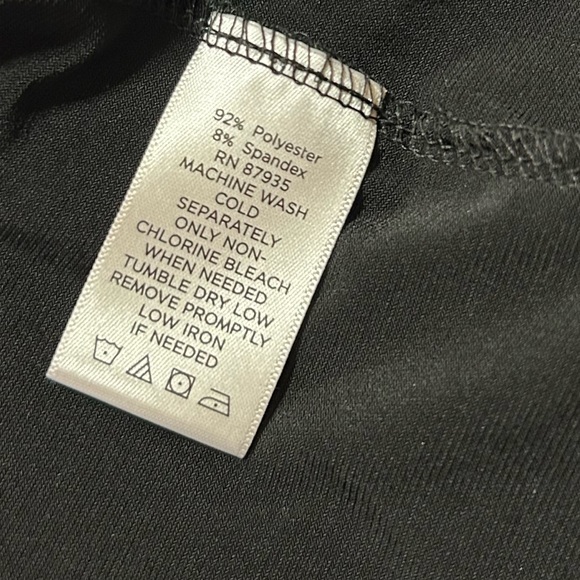 92% Polyester
8% Spandex
RN 87935
MACHINE WASH
COLD
SEPARATELY
ONLY NON-
CHLORINE BLEACH
WHEN NEEDED
TUMBLE DRY LOW
REMOVE PROMPTLY
LOW IRON
IF NEEDED